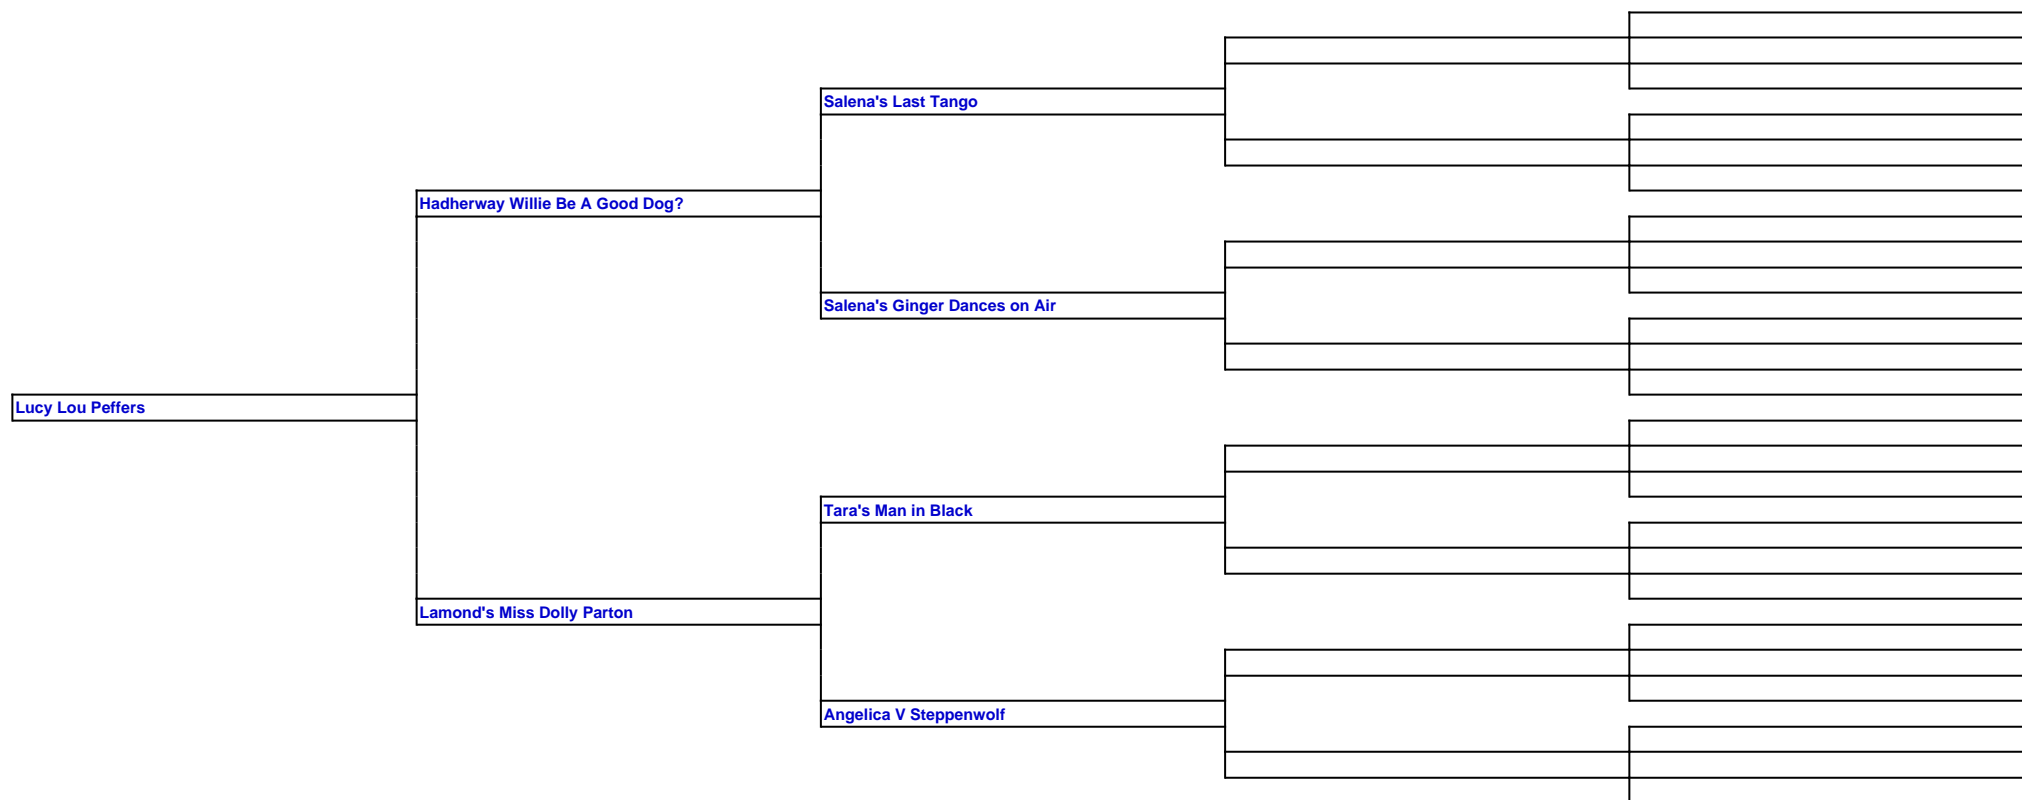 Salena's Last Tango
Hadherway Willie Be A Good Dog?
Salena's Ginger Dances on Air
Lucy Lou Peffers
Tara's Man in Black
Lamond's Miss Dolly Parton
Angelica V Steppenwolf